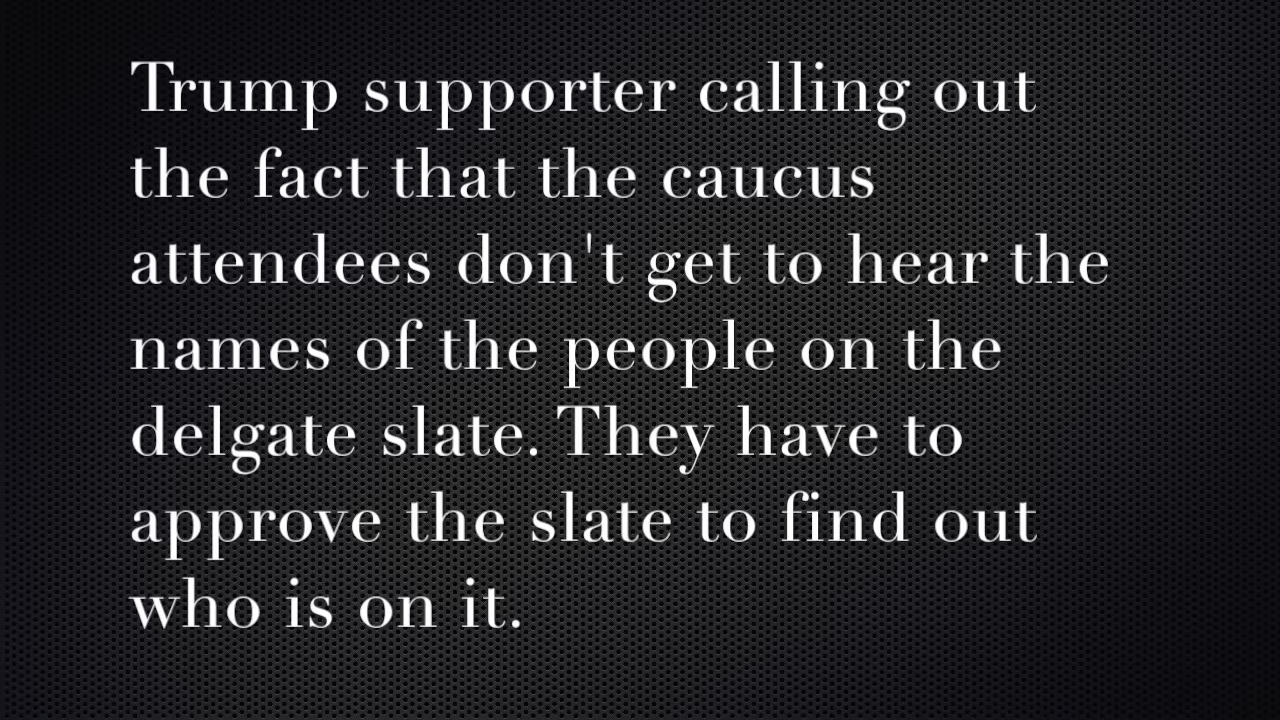 Trump supporter calling out
the fact that the caucus
attendees don't get to hear the
names of the people on the
delgate slate. They have to
approve the slate to find out
who is on it.